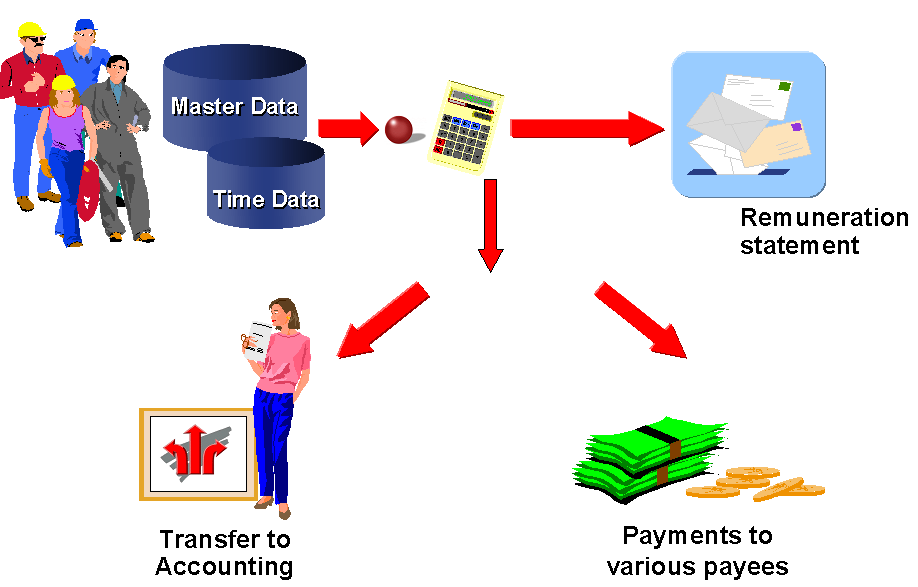 Master Data
Time Data
Remuneration
statement
Transfer to
Accounting
Payments to
various payees